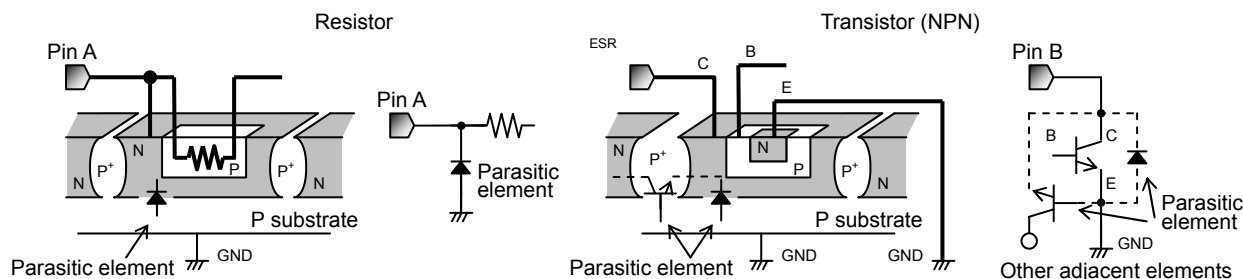 Resistor
Transistor (NPN)
Pin A
ESR
C
B
E
Pin B
Pin A
N
N
P+
P
P+
N
Parasitic element
P substrate
GND
Parasitic element
N
P+
N
P
P+
N
P substrate
GND
GND
Parasitic element
B
C
E
Parasitic element
GND
Other adjacent elements